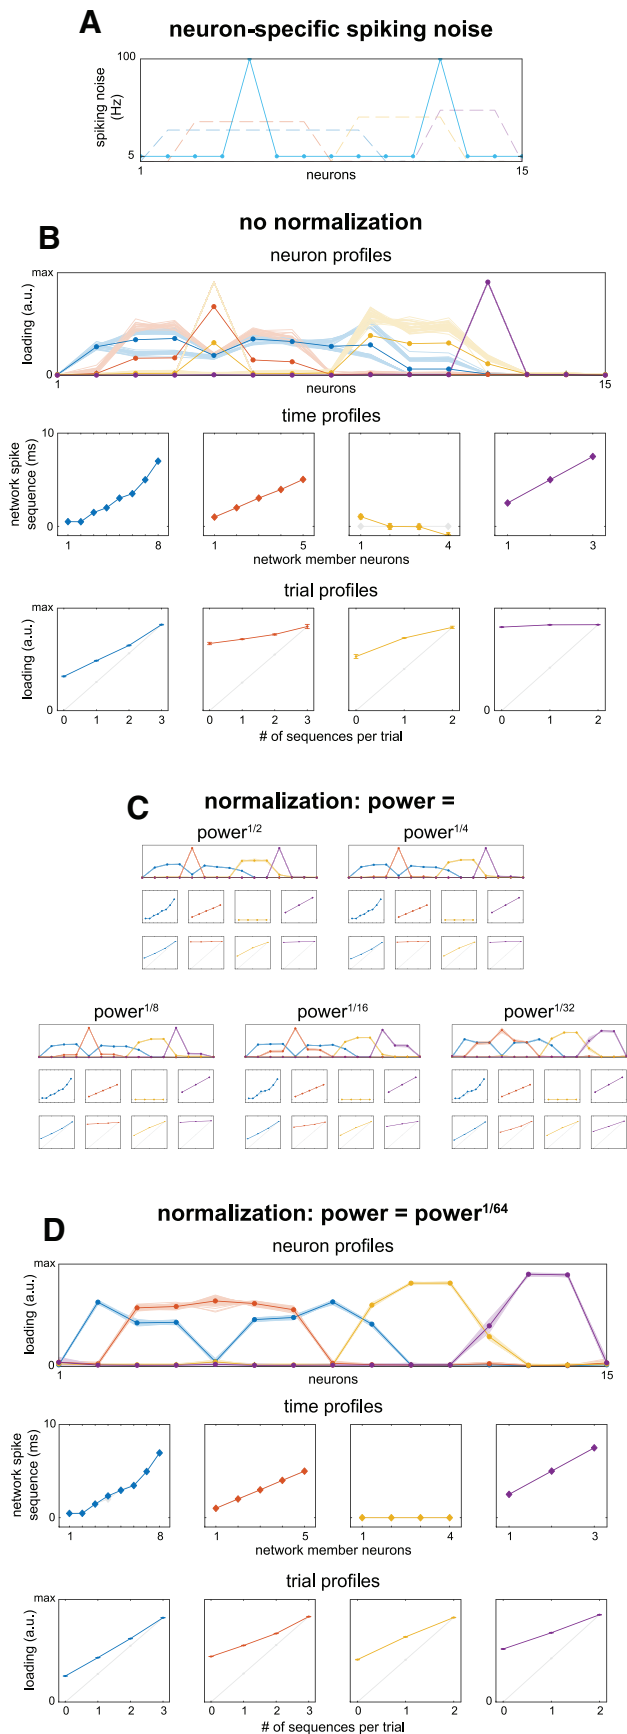 A
neuron-specific spiking noise
100
spiking noise
(Hz)
5
1
15
neurons
no normalization
B
neuron profiles
max
loading (a.u.)
0
1
15
neurons
time profiles
10
network spike
sequence (ms)
0
1 8
1 5
1 4
1 3
network member neurons
trial profiles
max
loading (a.u.)
0
0 1 2 3
0 1 2 3
0 1 2
0 1 2
# of sequences per trial
C
normalization: power =
power1/2
power1/4
power1/8
power1/16
power1/32
D
normalization: power = power1/64
neuron profiles
max
loading (a.u.)
0
1
15
neurons
time profiles
10
network spike
sequence (ms)
0
1 8
1 5
1 4
1 3
network member neurons
trial profiles
max
loading (a.u.)
0
0 1 2 3
0 1 2 3
0 1 2
0 1 2
# of sequences per trial